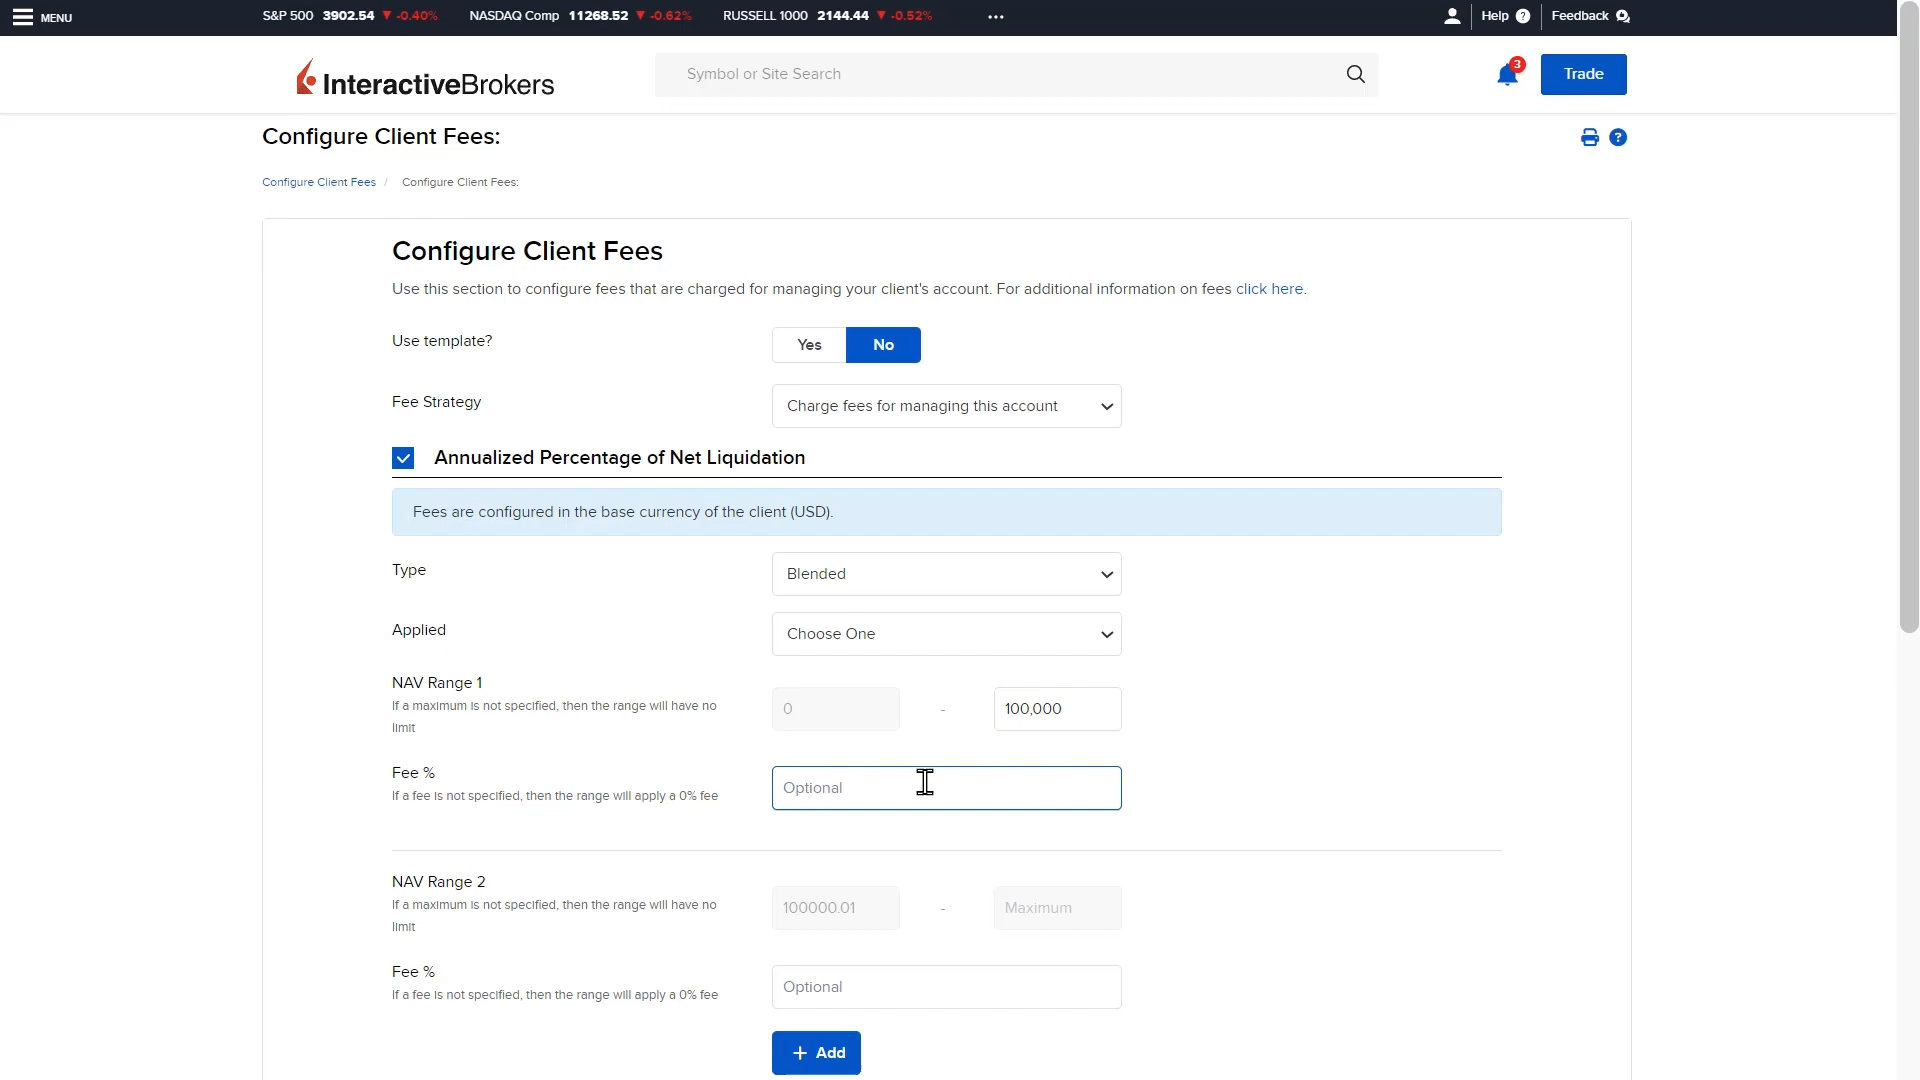 MENU
S&P 500 3902.54 ▼ -0.40% NASDAQ Comp 11268.52 ▼ -0.62% RUSSELL 1000 2144.44 ▼ -0.52% ••• Help ? Feedback
InteractiveBrokers
Symbol or Site Search
3
Trade
Configure Client Fees:
?
Configure Client Fees / Configure Client Fees:
Configure Client Fees
Use this section to configure fees that are charged for managing your client's account. For additional information on fees click here.
Use template?
Yes No
Fee Strategy
Charge fees for managing this account
Annualized Percentage of Net Liquidation
Fees are configured in the base currency of the client (USD).
Type
Blended
Applied
Choose One
NAV Range 1
If a maximum is not specified, then the range will have no
limit
0 - 100,000
Fee %
If a fee is not specified, then the range will apply a 0% fee
Optional
NAV Range 2
If a maximum is not specified, then the range will have no
limit
100000.01 - Maximum
Fee %
If a fee is not specified, then the range will apply a 0% fee
Optional
+ Add